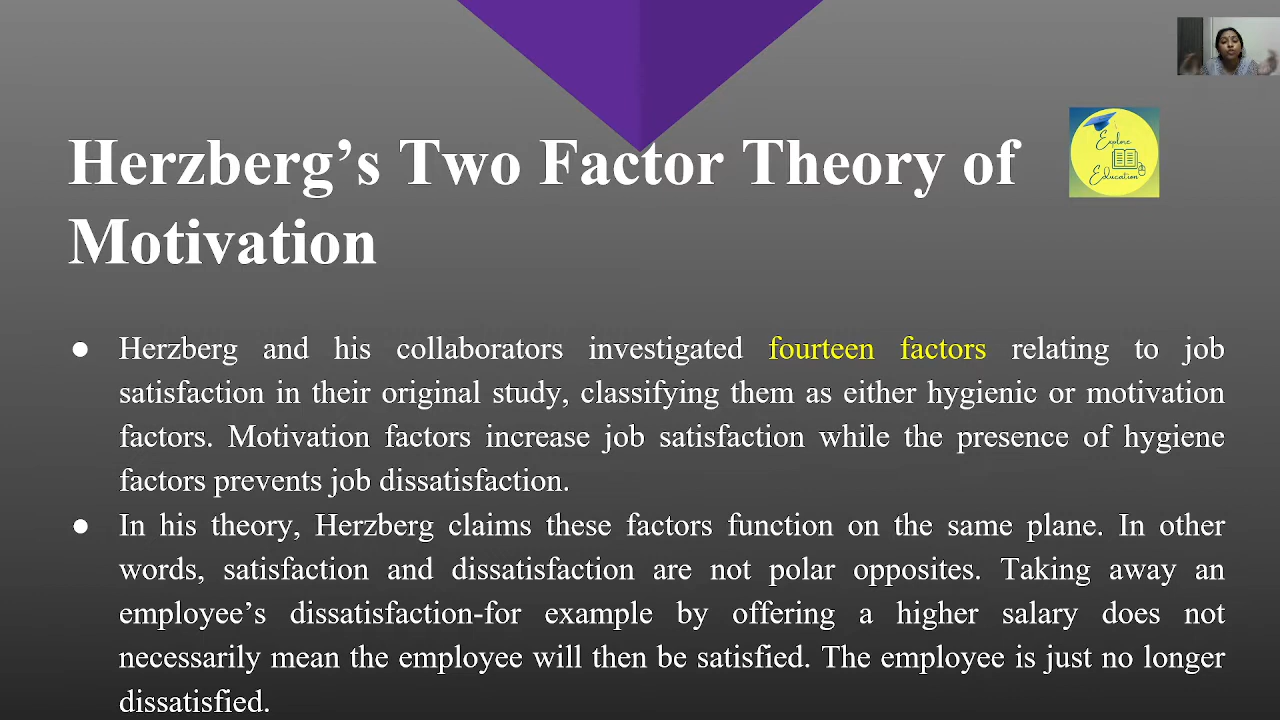 Herzberg's Two Factor Theory of
Motivation
Explore
Education
● Herzberg and his collaborators investigated fourteen factors relating to job
satisfaction in their original study, classifying them as either hygienic or motivation
factors. Motivation factors increase job satisfaction while the presence of hygiene
factors prevents job dissatisfaction.
● In his theory, Herzberg claims these factors function on the same plane. In other
words, satisfaction and dissatisfaction are not polar opposites. Taking away an
employee's dissatisfaction-for example by offering a higher salary does not
necessarily mean the employee will then be satisfied. The employee is just no longer
dissatisfied.